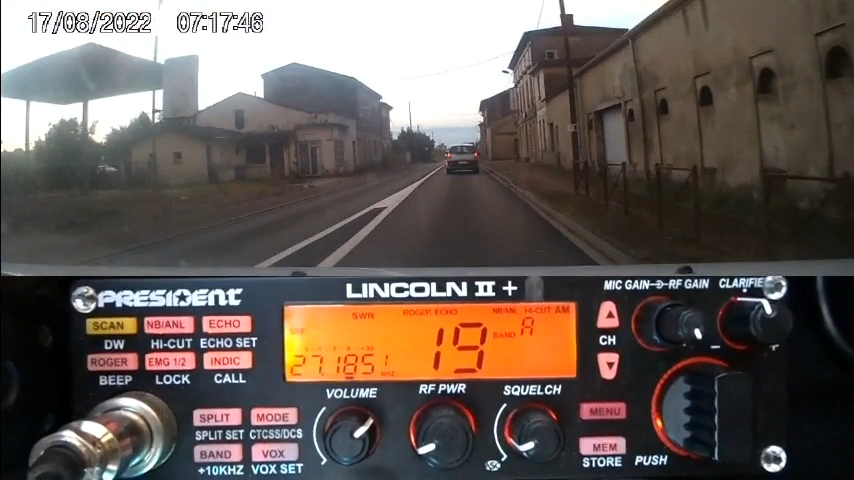 17/08/2022 07:17:46
PRESIDENT
LINCOLN II +
MIC GAIN RF GAIN CLARIFIER
SCAN NB/ANL ECHO
DW HI-CUT ECHO SET
ROGER EMG 1/2 INDIC
BEEP LOCK CALL
SWR ROGER ECHO NB/ANL HI-CUT AM
SRF
19 BAND A
27.1851 MHZ
CH
VOLUME RF PWR SQUELCH
SPLIT MODE
SPLIT SET CTCSS/DCS
BAND VOX
+10KHZ VOX SET
MENU
MEM
STORE PUSH